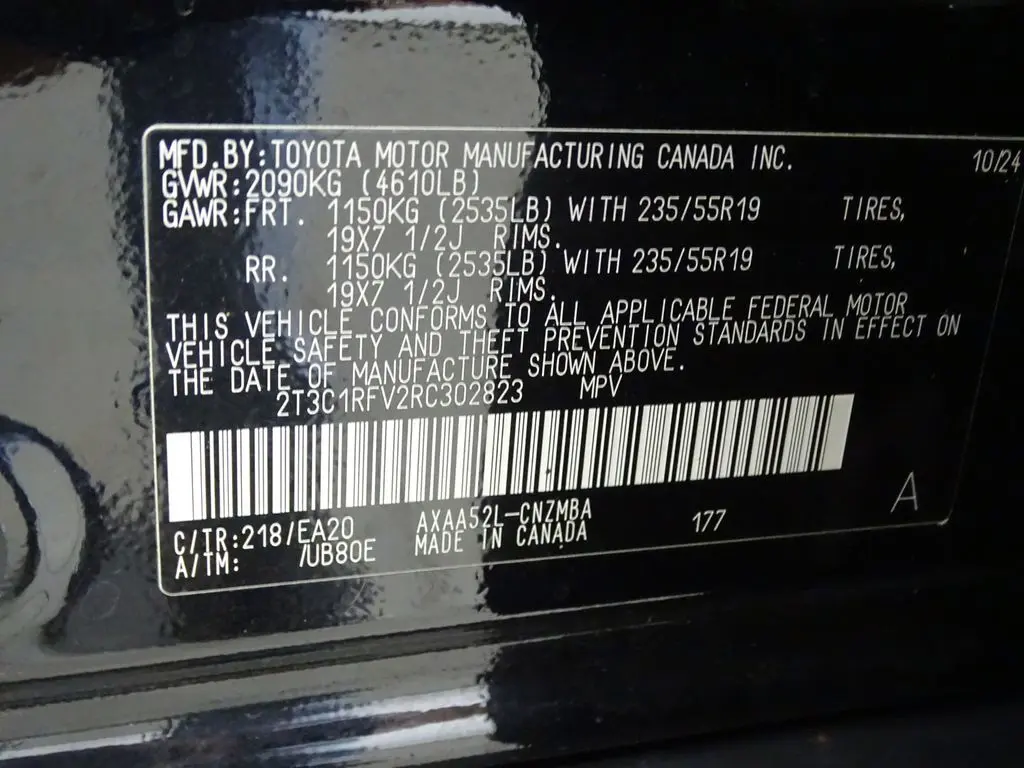 MFD.BY:TOYOTA MOTOR MANUFACTURING CANADA INC. 10/24
GVWR:2090KG (4610LB)
GAWR:FRT. 1150KG (2535LB) WITH 235/55R19 TIRES,
19X7 1/2J RIMS.
RR. 1150KG (2535LB) WITH 235/55R19 TIRES,
19X7 1/2J RIMS.
THIS VEHICLE CONFORMS TO ALL APPLICABLE FEDERAL MOTOR
VEHICLE SAFETY AND THEFT PREVENTION STANDARDS IN EFFECT ON
THE DATE OF MANUFACTURE SHOWN ABOVE.
2T3C1RFV2RC302823 MPV
C/TR:218/EA20 AXAA52L-CNZMBA 177 A
A/TM: /UB80E MADE IN CANADA